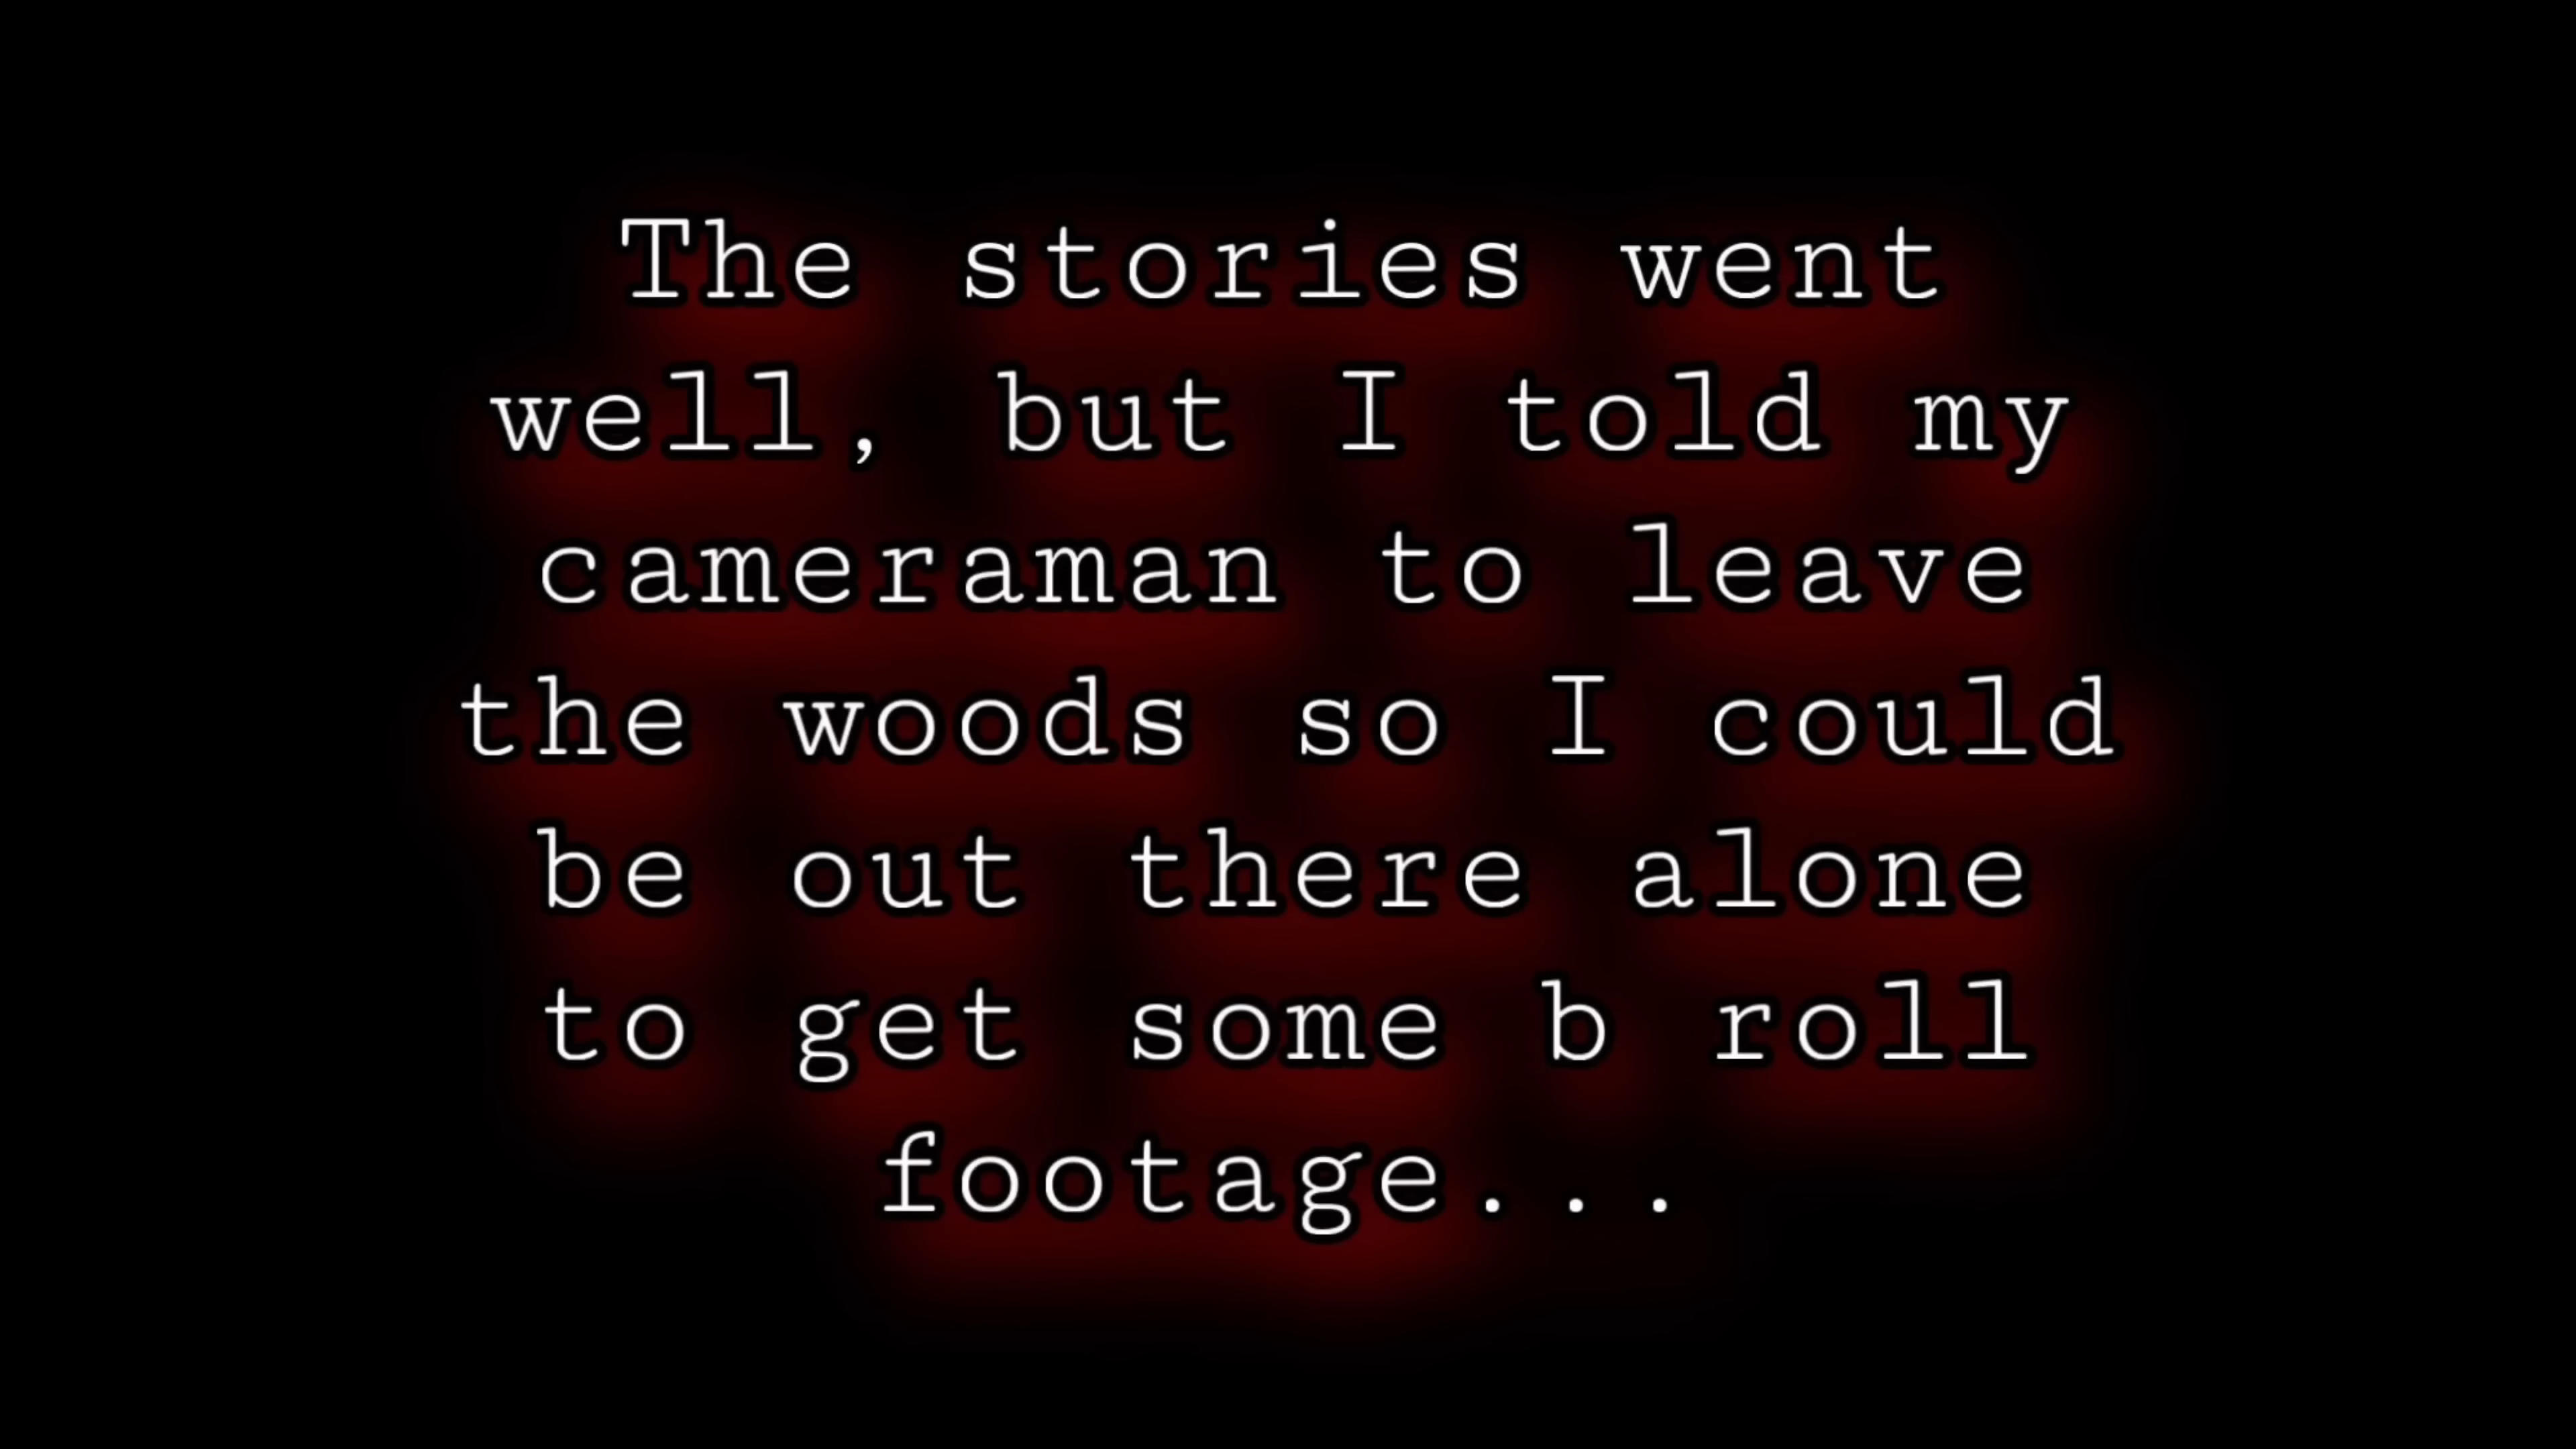 The stories went
well, but I told my
cameraman to leave
the woods so I could
be out there alone
to get some b roll
footage...